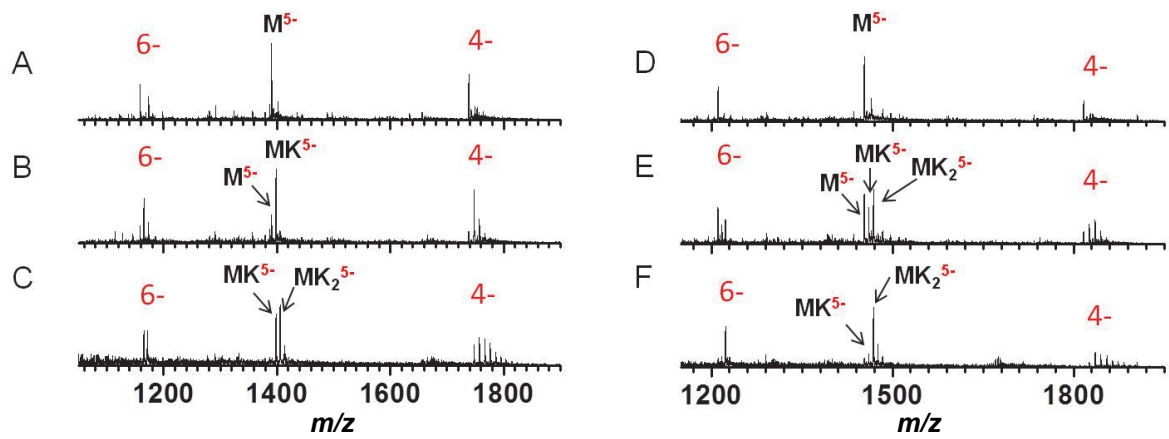 A
6-
M5-
4-
B
6-
M5-
MK5-
4-
C
6-
MK5-
MK25-
4-
1200 1400 1600 1800
m/z
D
M5-
4-
E
6-
M5-
MK5-
MK25-
4-
F
6-
MK5-
MK25-
4-
1200 1500 1800
m/z